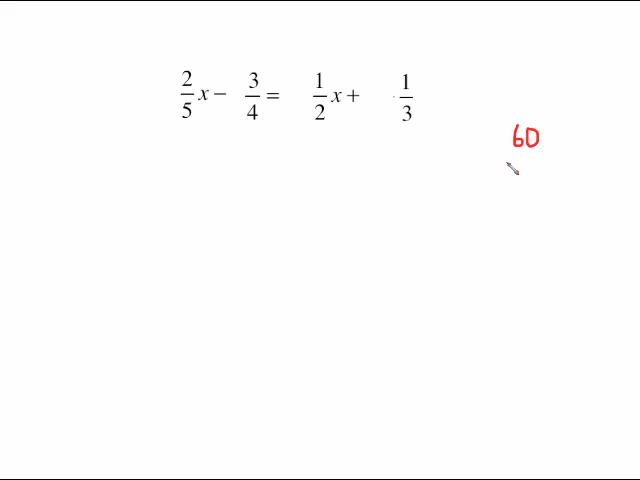 2/5 x − 3/4 = 1/2 x + 1/3
60